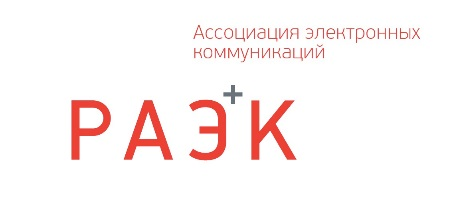 Ассоциация электронных
коммуникаций
РАЭК